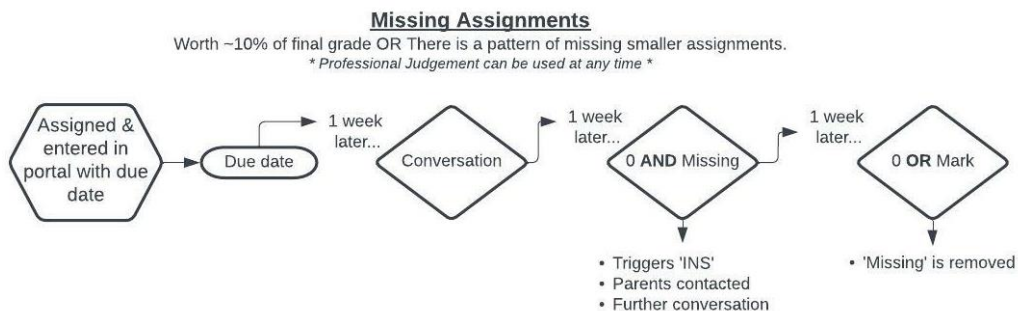 Missing Assignments
Worth ~10% of final grade OR There is a pattern of missing smaller assignments.
* Professional Judgement can be used at any time *
Assigned &
entered in
portal with due
date
Due date
1 week
later...
Conversation
1 week
later...
0 AND Missing
• Triggers 'INS'
• Parents contacted
• Further conversation
1 week
later...
0 OR Mark
• 'Missing' is removed